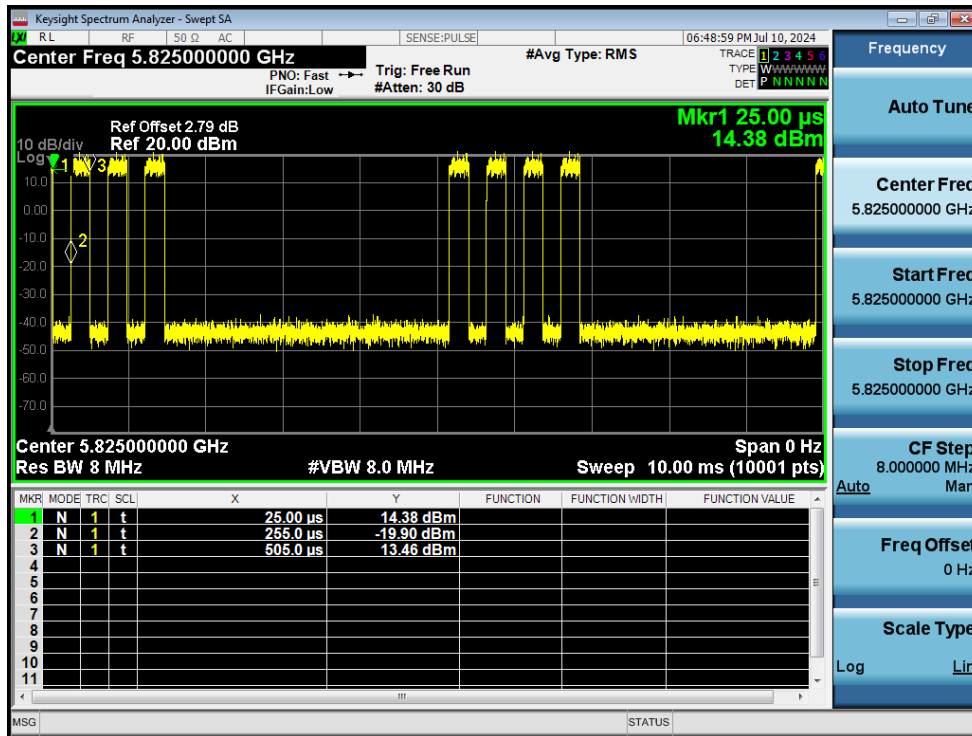 Keysight Spectrum Analyzer - Swept SA
LXI RL RF 50 Ω AC SENSE:PULSE 06:48:59 PM Jul 10, 2024
Center Freq 5.825000000 GHz
PNO: Fast
IFGain:Low
Trig: Free Run
#Atten: 30 dB
#Avg Type: RMS
TRACE 1 2 3 4 5 6
TYPE WWWWWW
DET P N N N N N
Mkr1 25.00 µs
14.38 dBm
Ref Offset 2.79 dB
10 dB/div Ref 20.00 dBm
Log
1
3
2
10.0
0.00
-10.0
-20.0
-30.0
-40.0
-50.0
-60.0
-70.0
Center 5.825000000 GHz Span 0 Hz
Res BW 8 MHz #VBW 8.0 MHz Sweep 10.00 ms (10001 pts)
MKR MODE TRC SCL X Y FUNCTION FUNCTION WIDTH FUNCTION VALUE
1 N 1 t 25.00 µs 14.38 dBm
2 N 1 t 255.0 µs -19.90 dBm
3 N 1 t 505.0 µs 13.46 dBm
4
5
6
7
8
9
10
11
MSG STATUS
Frequency
Auto Tune
Center Freq
5.825000000 GHz
Start Freq
5.825000000 GHz
Stop Freq
5.825000000 GHz
CF Step
8.000000 MHz
Auto Man
Freq Offset
0 Hz
Scale Type
Log Lin